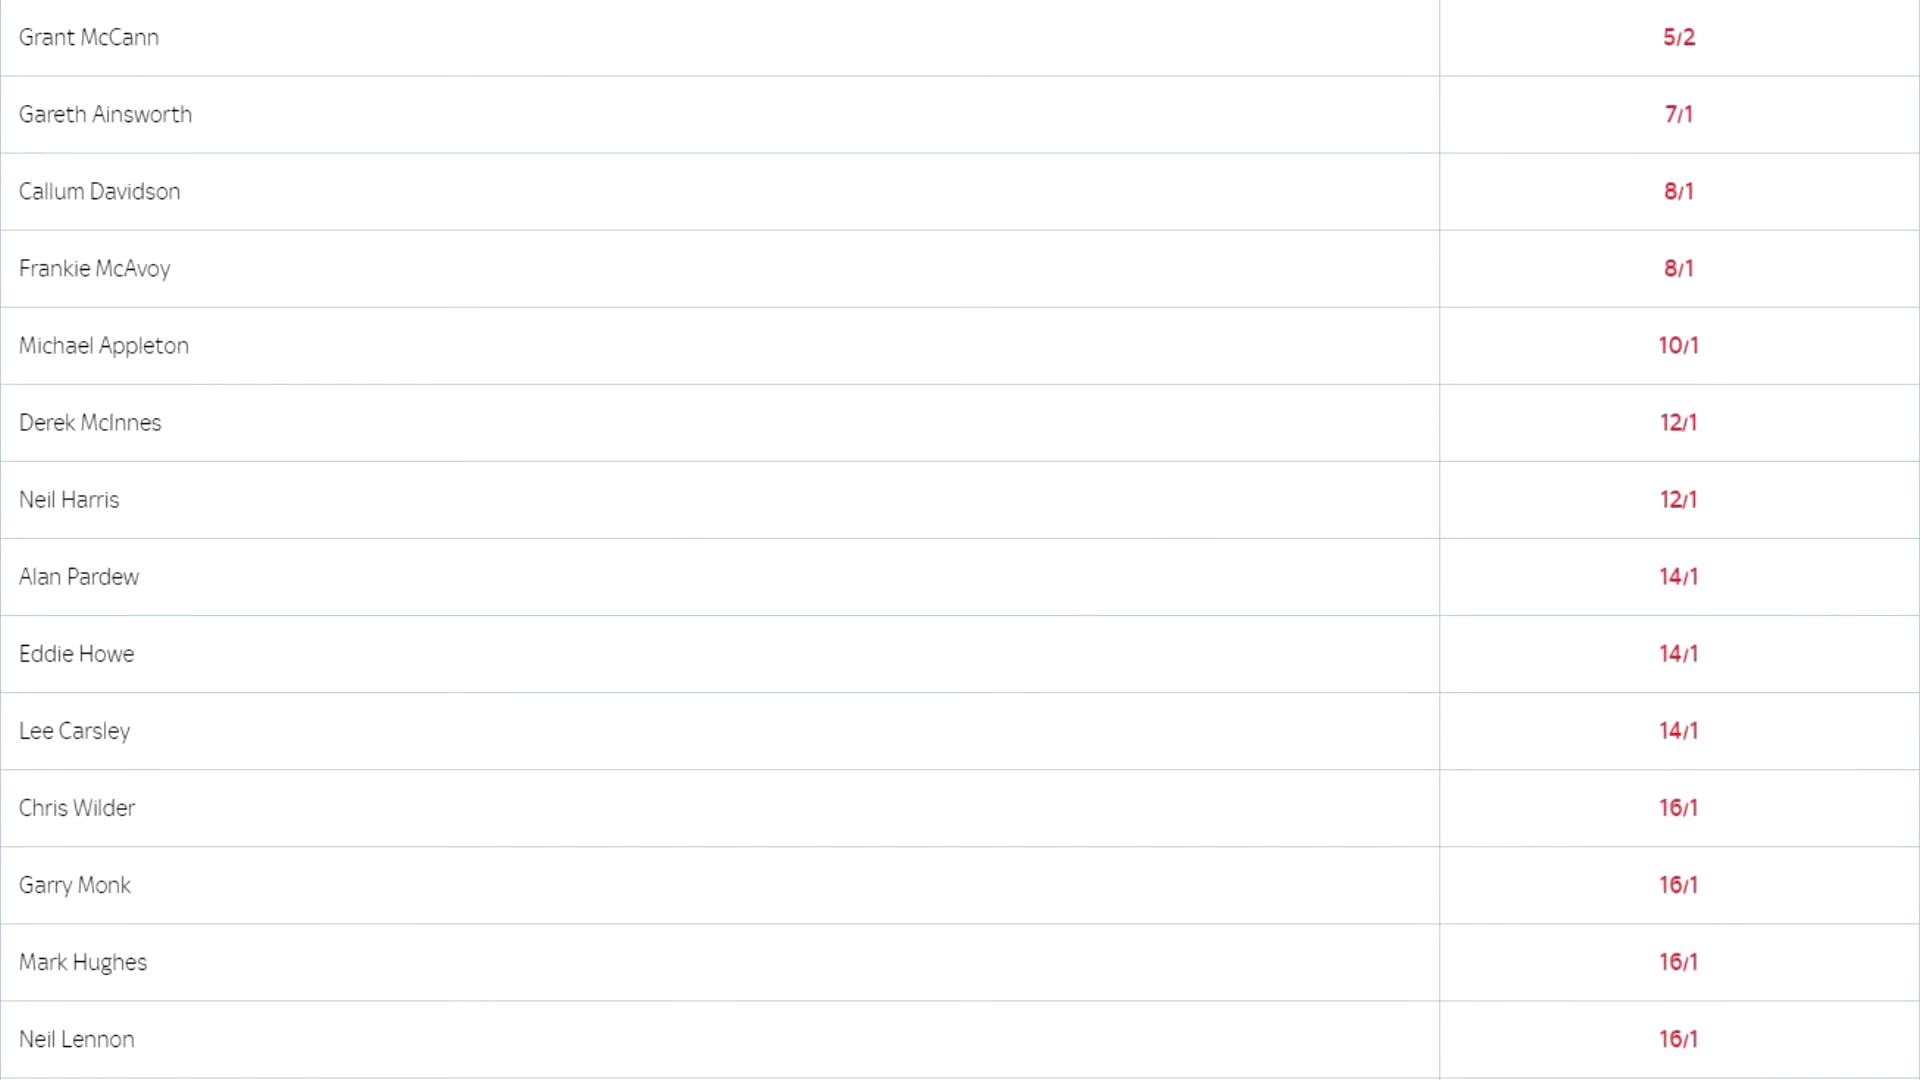 Grant McCann 5/2
Gareth Ainsworth 7/1
Callum Davidson 8/1
Frankie McAvoy 8/1
Michael Appleton 10/1
Derek McInnes 12/1
Neil Harris 12/1
Alan Pardew 14/1
Eddie Howe 14/1
Lee Carsley 14/1
Chris Wilder 16/1
Garry Monk 16/1
Mark Hughes 16/1
Neil Lennon 16/1